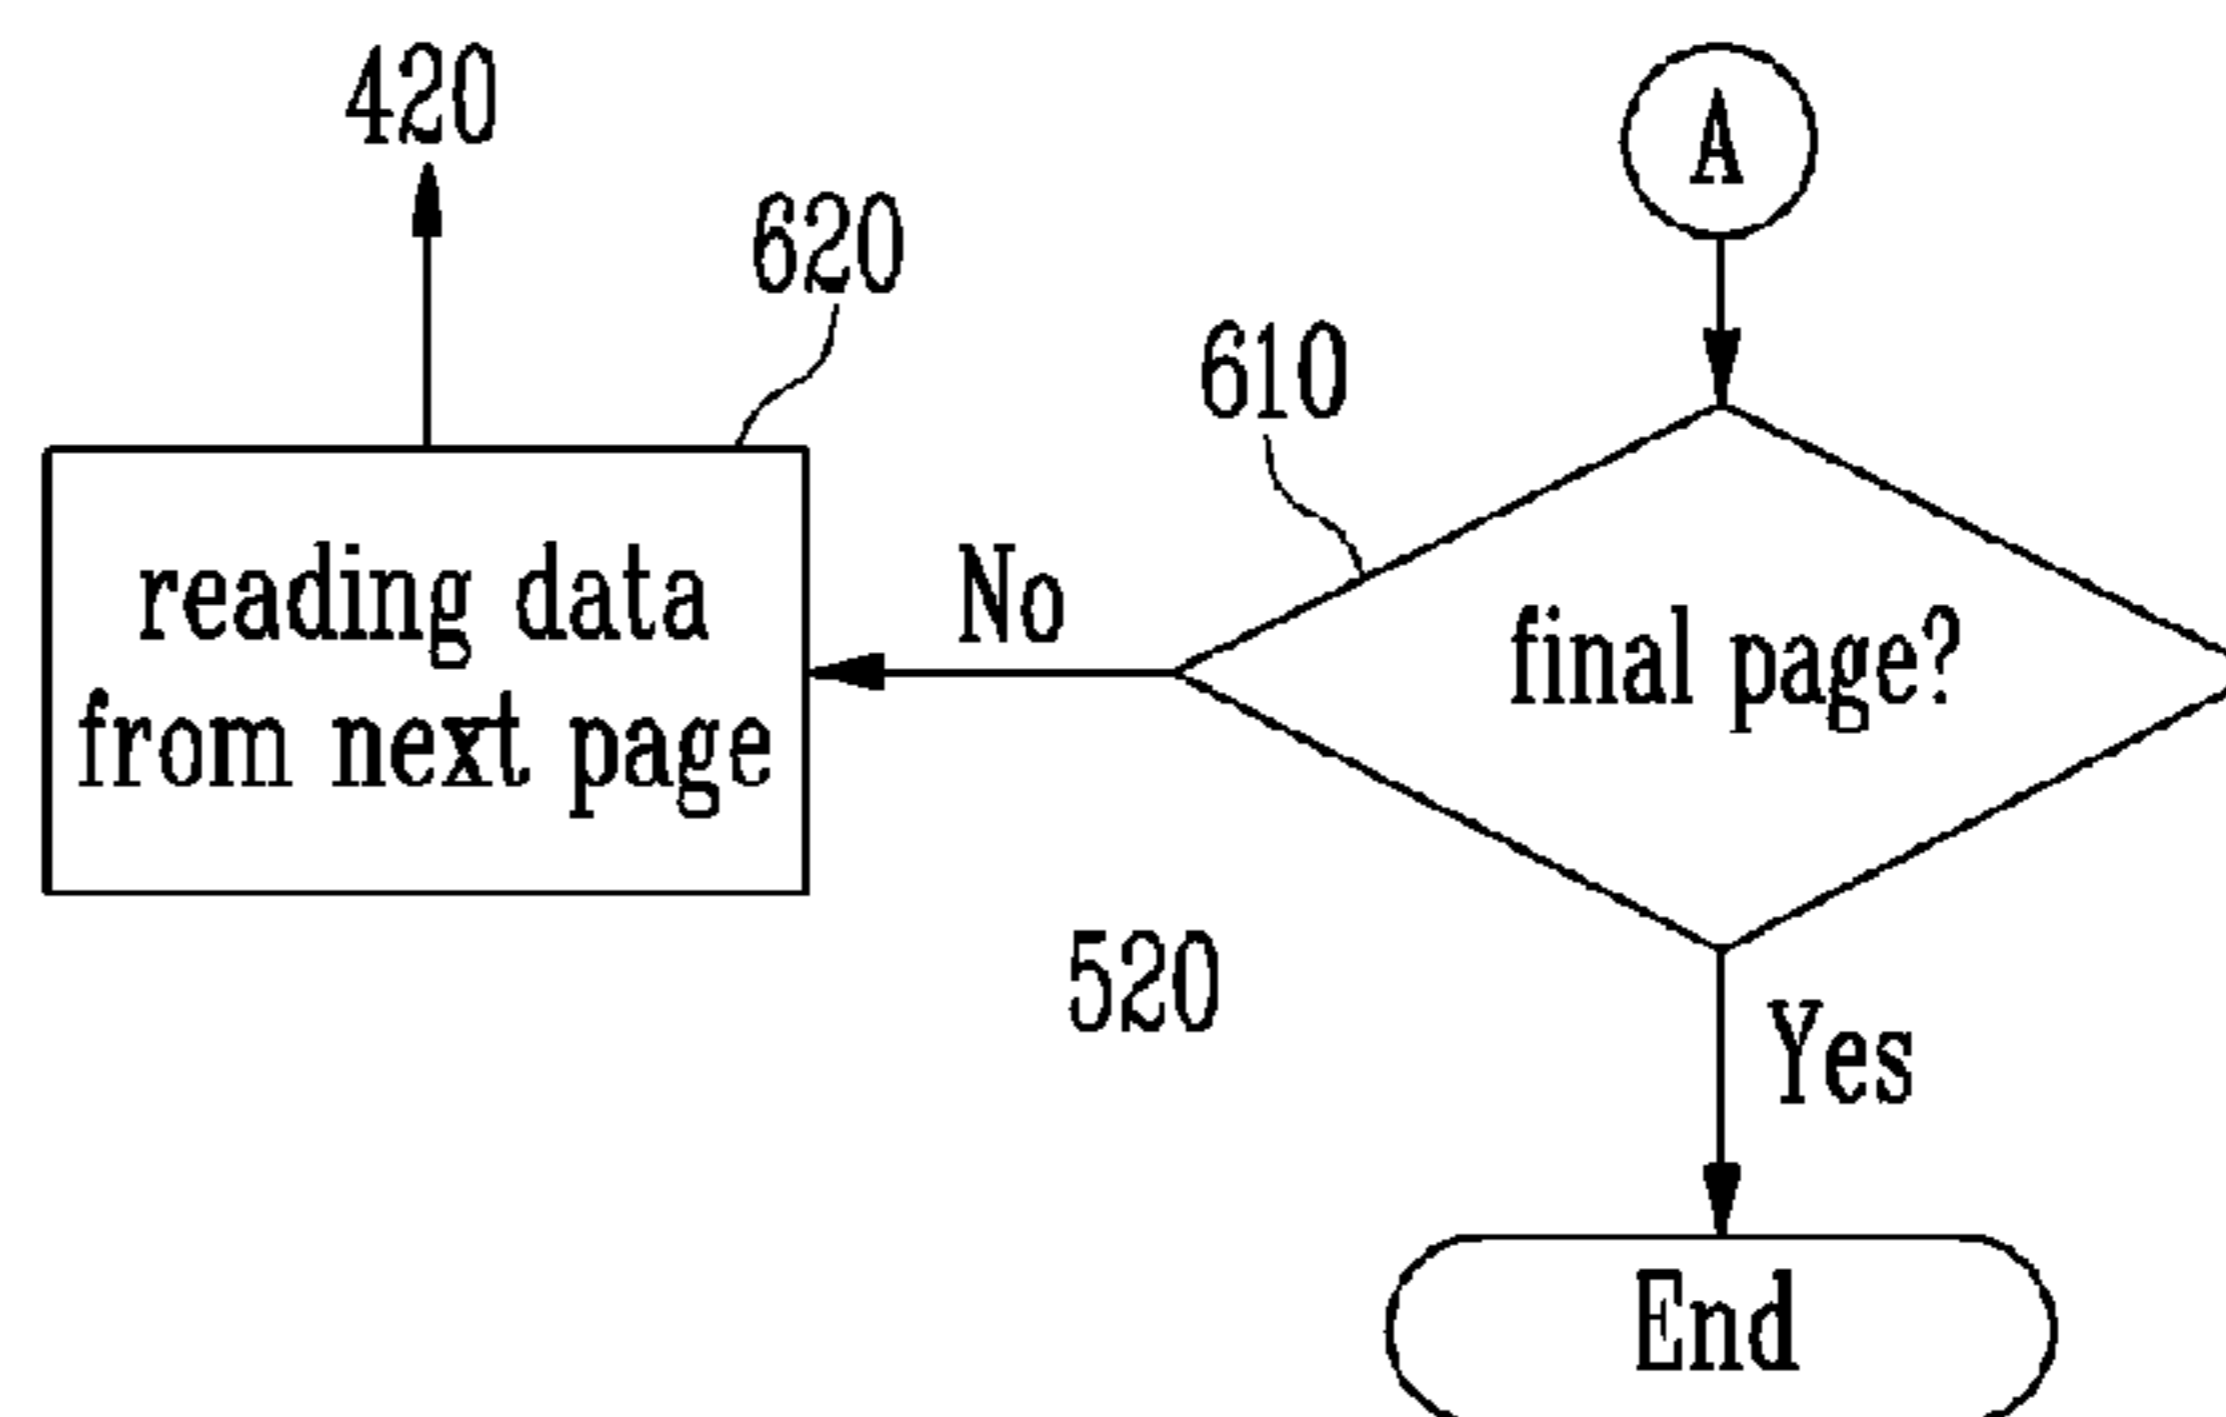 420
A
620
610
reading data
from next page
No
final page?
520
Yes
End